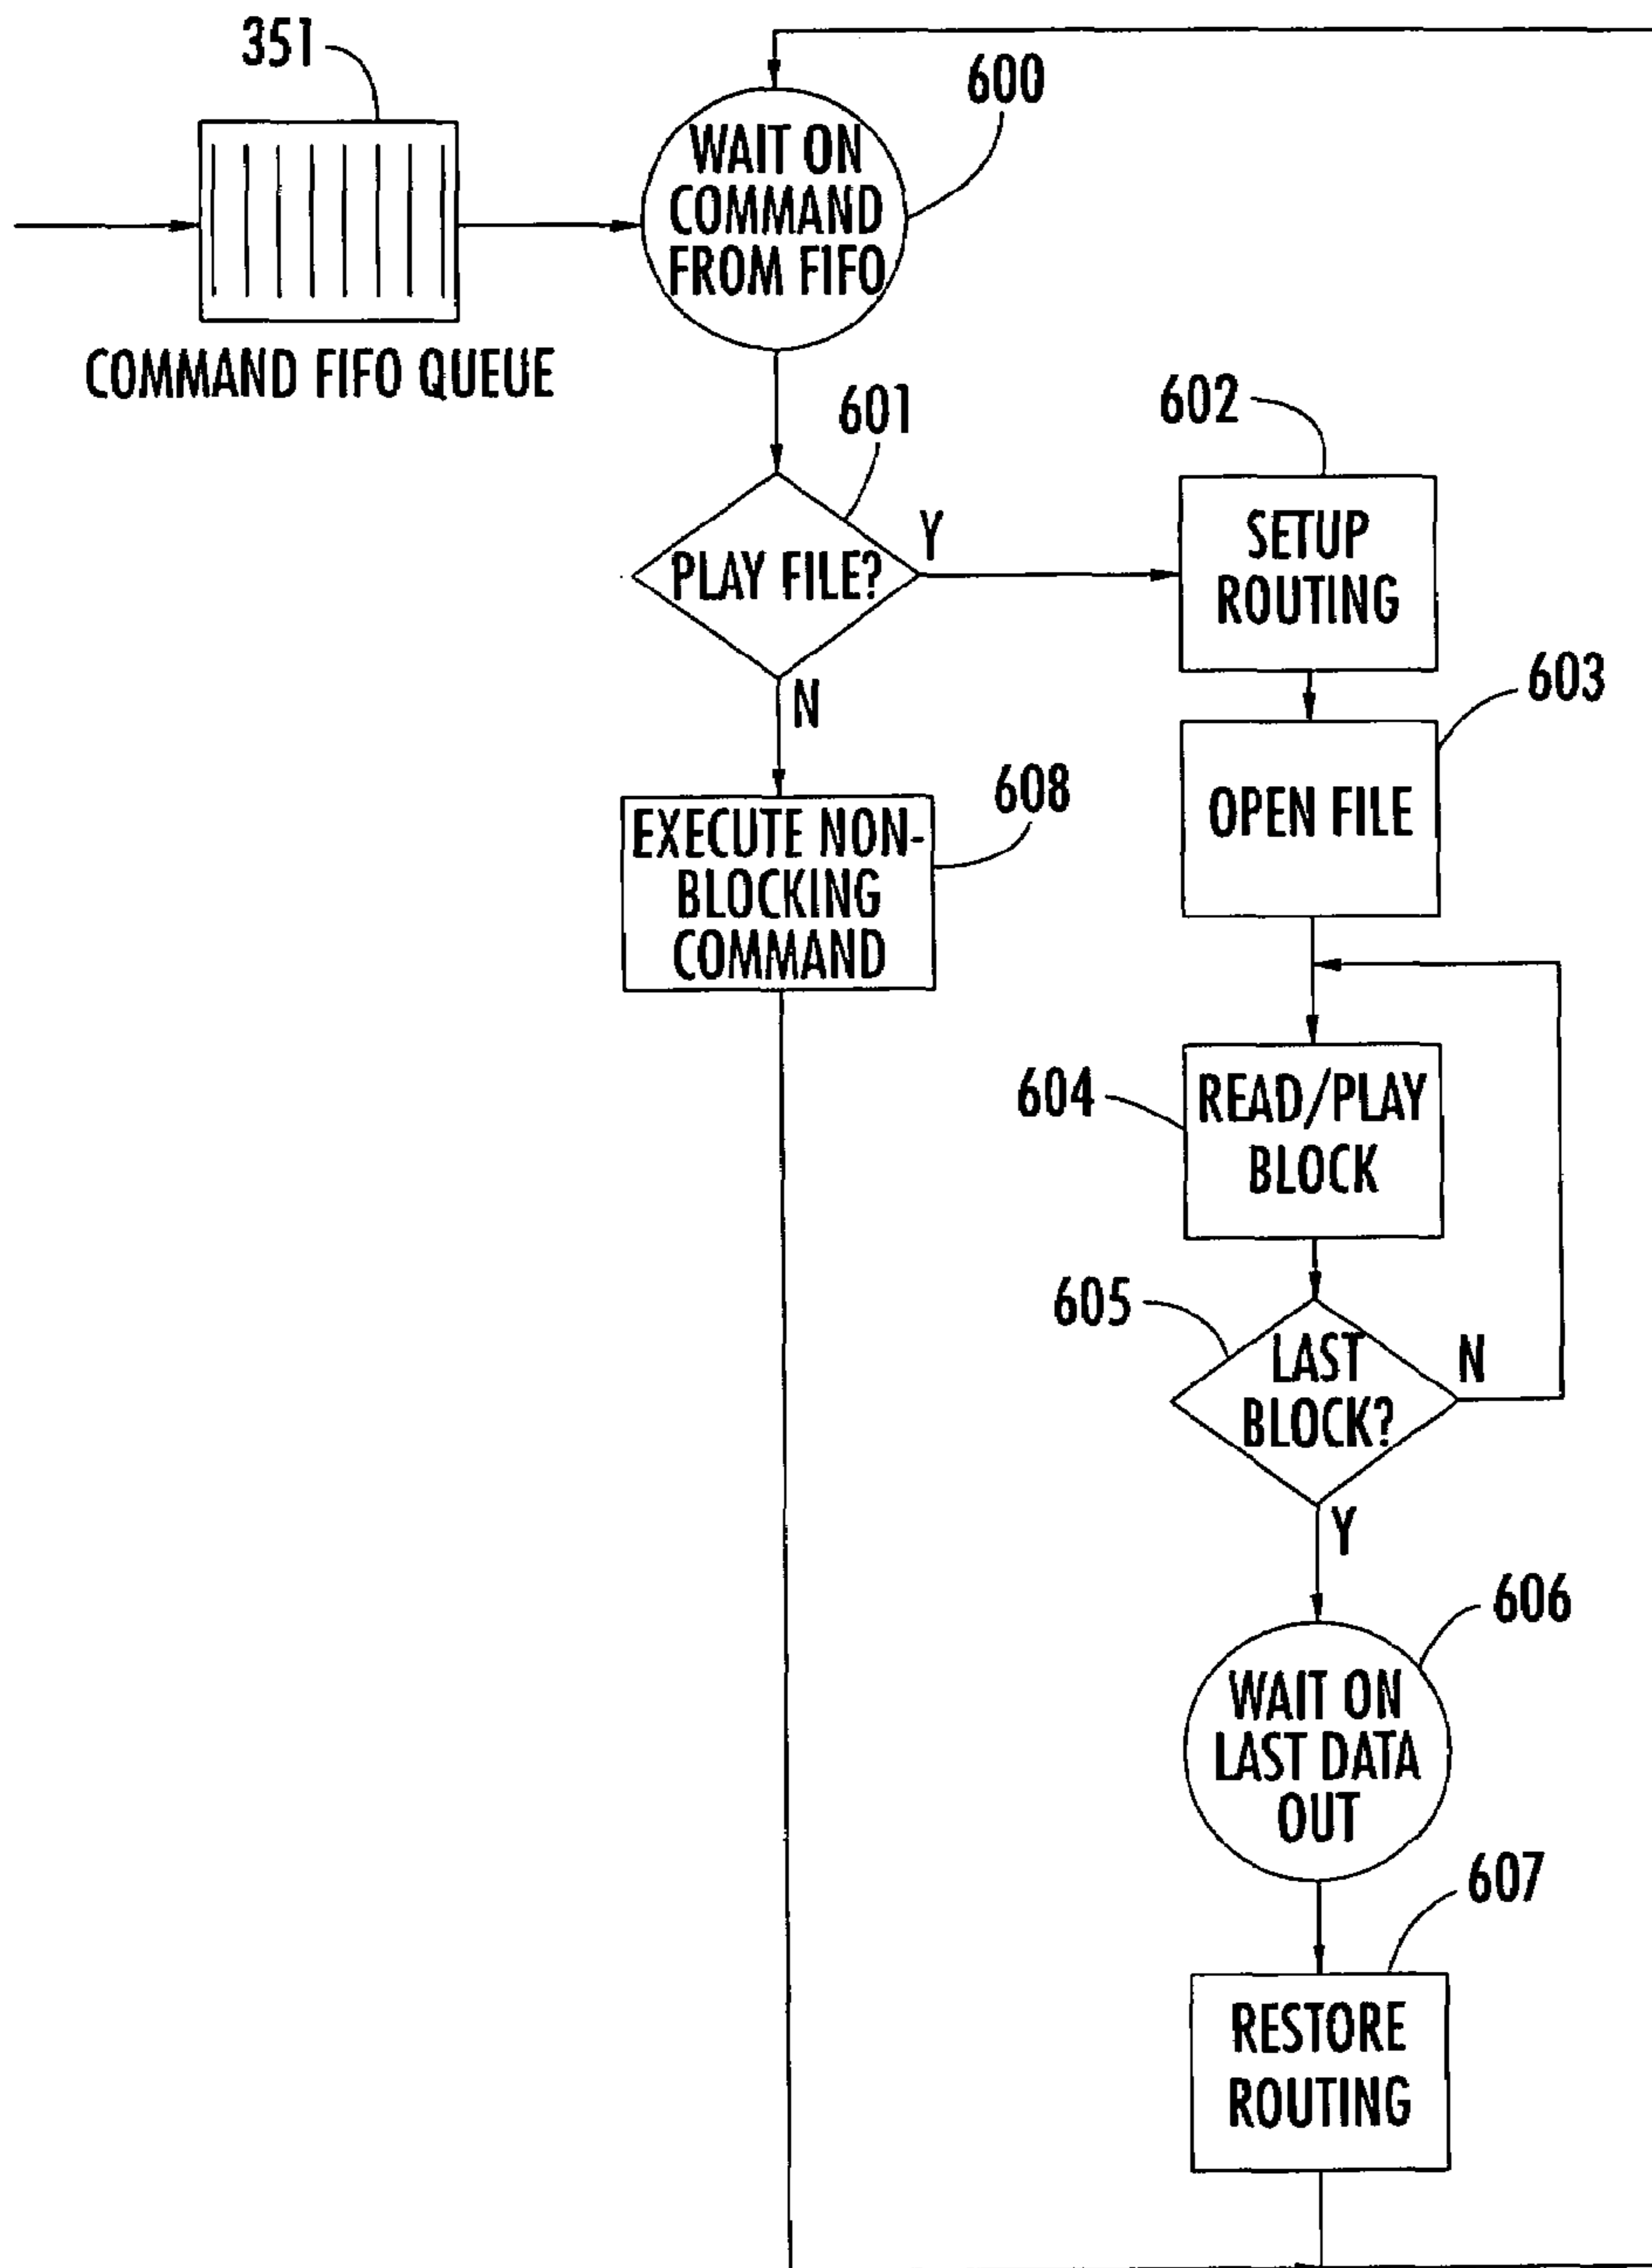 351
600
WAIT ON
COMMAND
FROM FIFO
COMMAND FIFO QUEUE
601
602
PLAY FILE?
Y
SETUP
ROUTING
N
603
OPEN FILE
608
EXECUTE NON-
BLOCKING
COMMAND
604
READ/PLAY
BLOCK
605
LAST
BLOCK?
N
Y
606
WAIT ON
LAST DATA
OUT
607
RESTORE
ROUTING